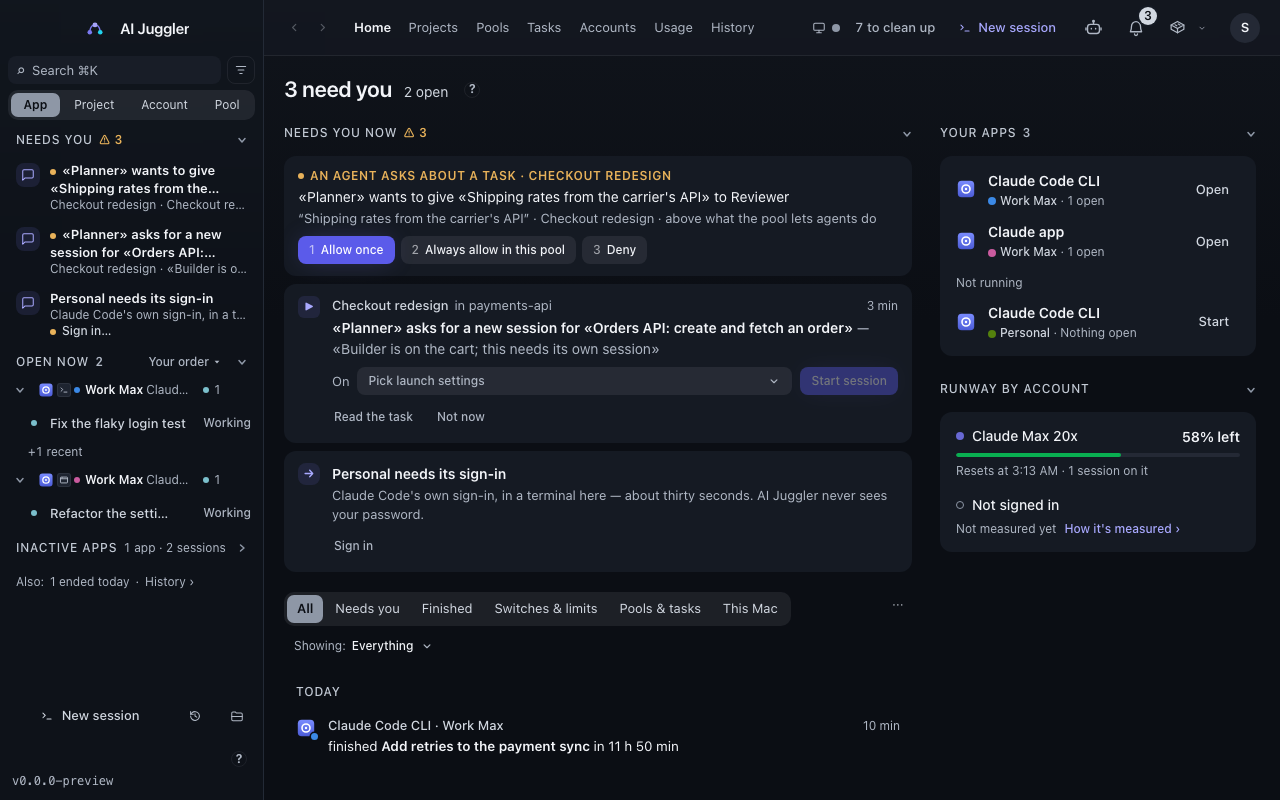 AI Juggler
Search ⌘K
App Project Account Pool
NEEDS YOU 3
«Planner» wants to give
«Shipping rates from the...
Checkout redesign · Checkout re...
«Planner» asks for a new
session for «Orders API:...
Checkout redesign · «Builder is o...
Personal needs its sign-in
Claude Code's own sign-in, in a t...
Sign in...
OPEN NOW 2 Your order
Work Max Claud... 1
Fix the flaky login test Working
+1 recent
Work Max Claud... 1
Refactor the setti... Working
INACTIVE APPS 1 app · 2 sessions
Also: 1 ended today · History ›
New session
?
v0.0.0-preview
Home Projects Pools Tasks Accounts Usage History
7 to clean up New session 3 S
3 need you 2 open ?
NEEDS YOU NOW 3
AN AGENT ASKS ABOUT A TASK · CHECKOUT REDESIGN
«Planner» wants to give «Shipping rates from the carrier's API» to Reviewer
“Shipping rates from the carrier's API” · Checkout redesign · above what the pool lets agents do
1 Allow once 2 Always allow in this pool 3 Deny
Checkout redesign in payments-api 3 min
«Planner» asks for a new session for «Orders API: create and fetch an order» —
«Builder is on the cart; this needs its own session»
On Pick launch settings Start session
Read the task Not now
Personal needs its sign-in
Claude Code's own sign-in, in a terminal here — about thirty seconds. AI Juggler never sees
your password.
Sign in
All Needs you Finished Switches & limits Pools & tasks This Mac ...
Showing: Everything
TODAY
Claude Code CLI · Work Max 10 min
finished Add retries to the payment sync in 11 h 50 min
YOUR APPS 3
Claude Code CLI
Work Max · 1 open
Open
Claude app
Work Max · 1 open
Open
Not running
Claude Code CLI
Personal · Nothing open
Start
RUNWAY BY ACCOUNT
Claude Max 20x 58% left
Resets at 3:13 AM · 1 session on it
Not signed in
Not measured yet How it's measured ›